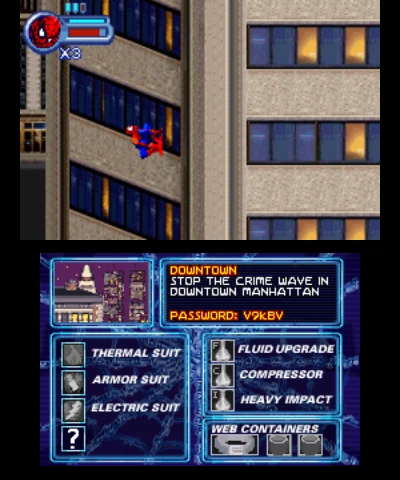 X3
DOWNTOWN
STOP THE CRIME WAVE IN
DOWNTOWN MANHATTAN
PASSWORD: V9KBV
THERMAL SUIT
ARMOR SUIT
ELECTRIC SUIT
?
F FLUID UPGRADE
C COMPRESSOR
I HEAVY IMPACT
WEB CONTAINERS